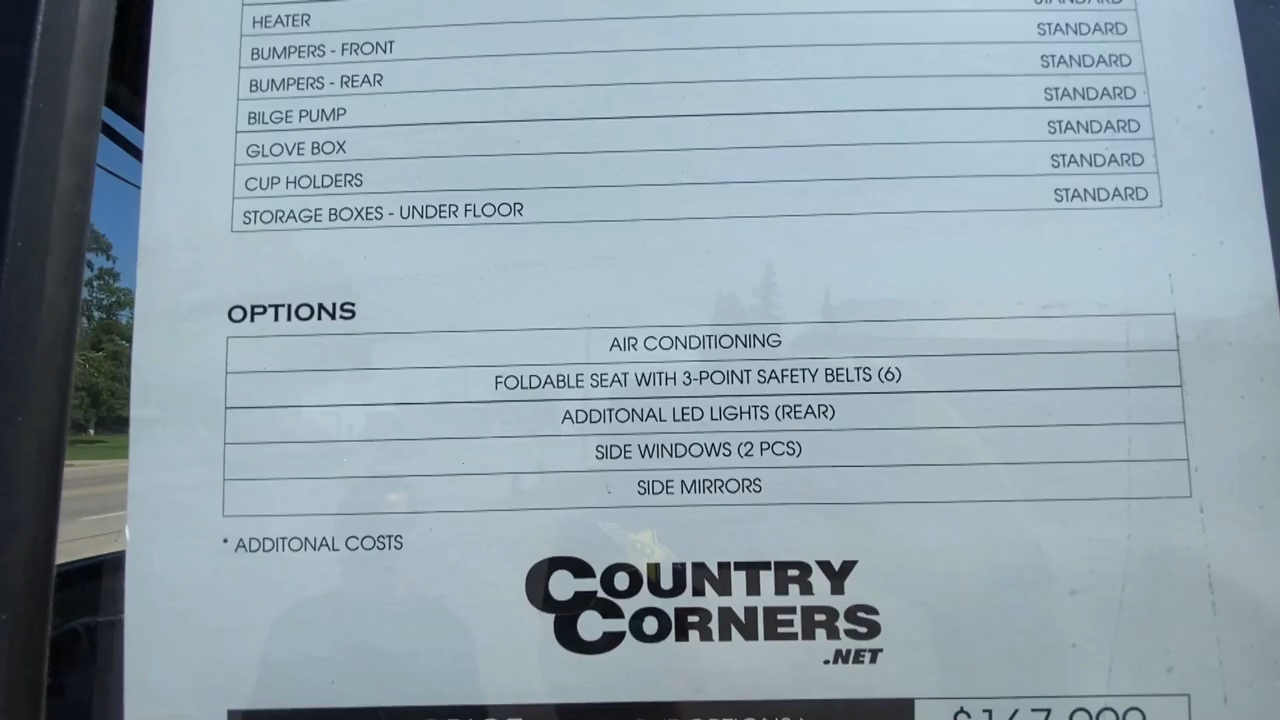 STANDARD
HEATER STANDARD
BUMPERS - FRONT STANDARD
BUMPERS - REAR STANDARD
BILGE PUMP STANDARD
GLOVE BOX STANDARD
CUP HOLDERS STANDARD
STORAGE BOXES - UNDER FLOOR
OPTIONS
AIR CONDITIONING
FOLDABLE SEAT WITH 3-POINT SAFETY BELTS (6)
ADDITONAL LED LIGHTS (REAR)
SIDE WINDOWS (2 PCS)
SIDE MIRRORS
* ADDITONAL COSTS
COUNTRY
CORNERS
.NET